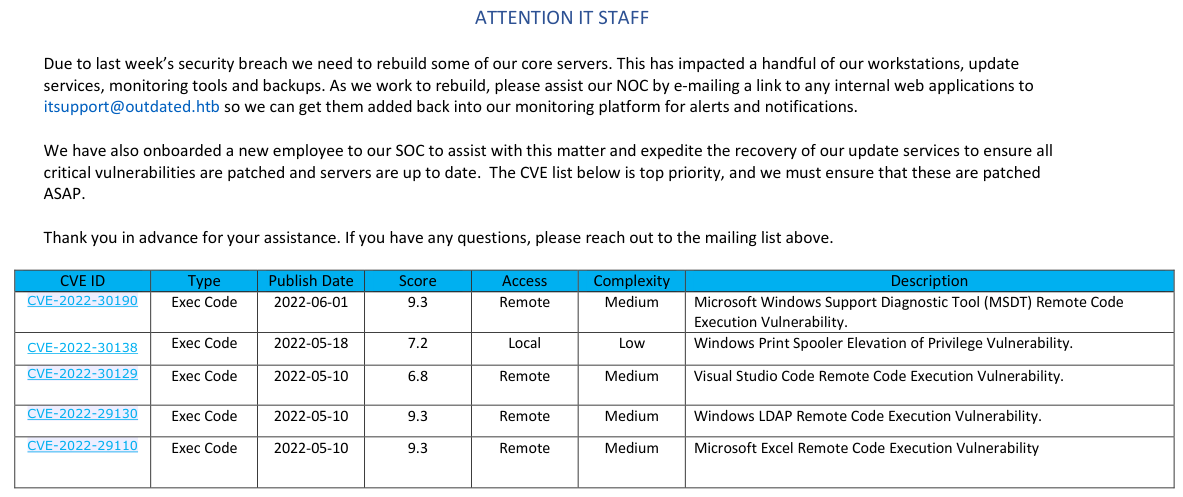 ATTENTION IT STAFF
Due to last week’s security breach we need to rebuild some of our core servers. This has impacted a handful of our workstations, update
services, monitoring tools and backups. As we work to rebuild, please assist our NOC by e-mailing a link to any internal web applications to
itsupport@outdated.htb so we can get them added back into our monitoring platform for alerts and notifications.
We have also onboarded a new employee to our SOC to assist with this matter and expedite the recovery of our update services to ensure all
critical vulnerabilities are patched and servers are up to date.  The CVE list below is top priority, and we must ensure that these are patched
ASAP.
Thank you in advance for your assistance. If you have any questions, please reach out to the mailing list above.
CVE ID Type Publish Date Score Access Complexity Description
CVE-2022-30190 Exec Code 2022-06-01 9.3 Remote Medium Microsoft Windows Support Diagnostic Tool (MSDT) Remote Code
Execution Vulnerability.
CVE-2022-30138 Exec Code 2022-05-18 7.2 Local Low Windows Print Spooler Elevation of Privilege Vulnerability.
CVE-2022-30129 Exec Code 2022-05-10 6.8 Remote Medium Visual Studio Code Remote Code Execution Vulnerability.
CVE-2022-29130 Exec Code 2022-05-10 9.3 Remote Medium Windows LDAP Remote Code Execution Vulnerability.
CVE-2022-29110 Exec Code 2022-05-10 9.3 Remote Medium Microsoft Excel Remote Code Execution Vulnerability